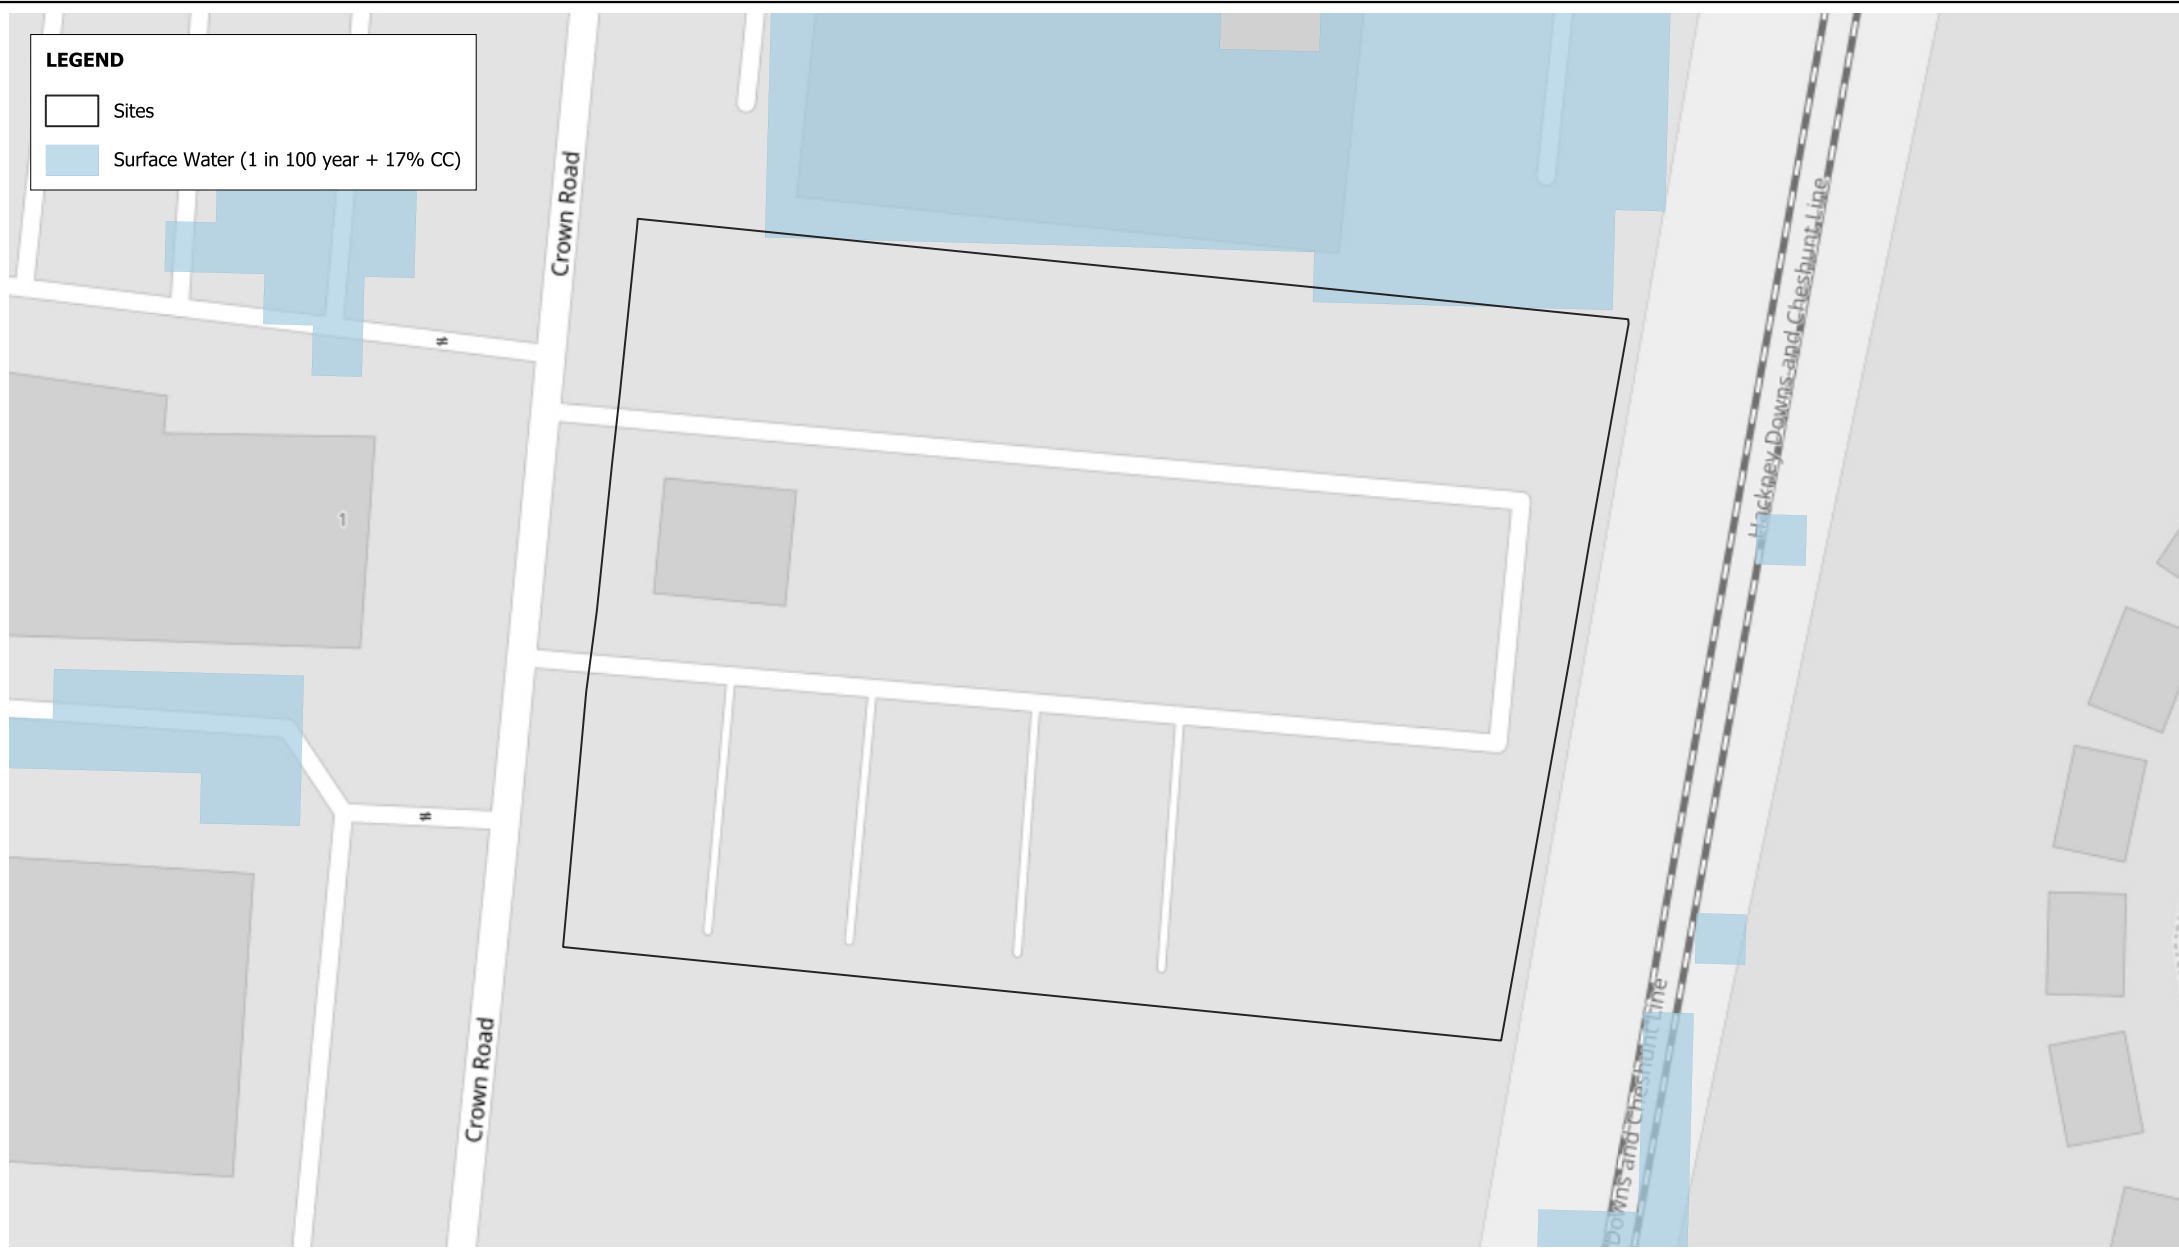 LEGEND
Sites
Surface Water (1 in 100 year + 17% CC)
Crown Road
Hackney Downs and Cheshunt Line
1
Crown Road
Downs and Cheshunt Line